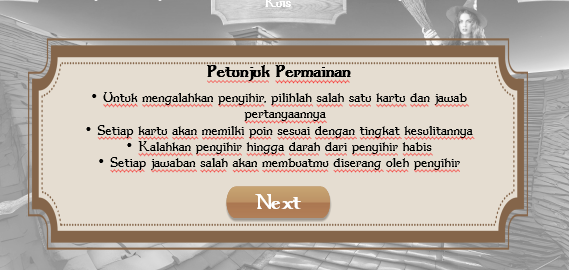 Kuis
Petunjuk Permainan
• Untuk mengalahkan penyihir, pilihlah salah satu kartu dan jawab
pertanyaannya
• Setiap kartu akan memilki poin sesuai dengan tingkat kesulitannya
• Kalahkan penyihir hingga darah dari penyihir habis
• Setiap jawaban salah akan membuatmu diserang oleh penyihir
Next